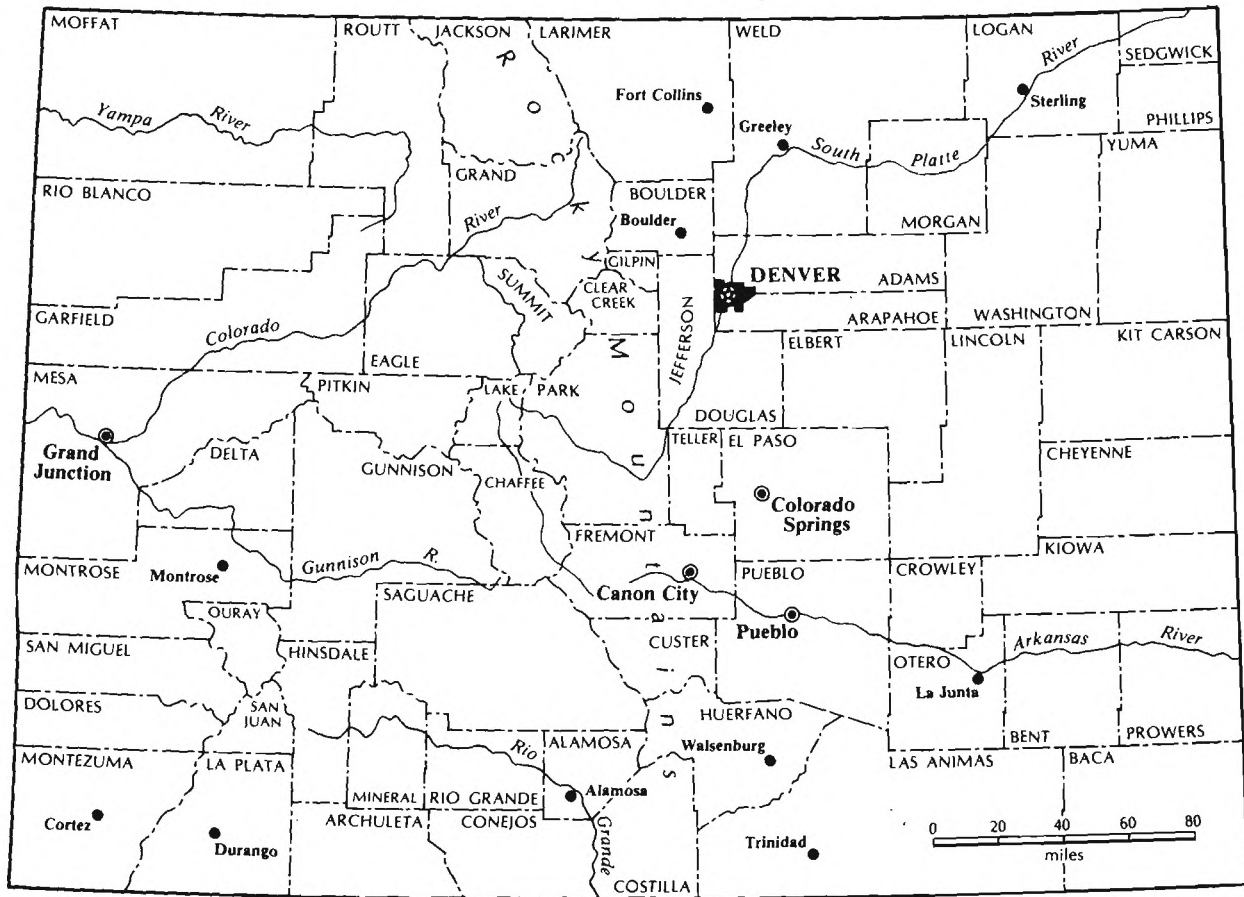 MOFFAT
ROUTT
JACKSON
LARIMER
WELD
LOGAN
SEDGWICK
River
Sterling
Fort Collins
PHILLIPS
Yampa River
Greeley
YUMA
South Platte
GRAND
RIO BLANCO
BOULDER
Boulder
MORGAN
River
GILPIN
DENVER
ADAMS
SUMMIT
CLEAR
CREEK
JEFFERSON
GARFIELD
Colorado
ARAPAHOE
WASHINGTON
KIT CARSON
EAGLE
ELBERT
LINCOLN
Rocky Mountains
MESA
PITKIN
LAKE
PARK
DOUGLAS
Grand
Junction
DELTA
TELLER
EL PASO
GUNNISON
CHAFFEE
CHEYENNE
Colorado
Springs
FREMONT
KIOWA
MONTROSE
Montrose
Gunnison R.
PUEBLO
CROWLEY
SAGUACHE
Canon City
OURAY
Pueblo
CUSTER
Arkansas River
SAN MIGUEL
HINSDALE
OTERO
La Junta
DOLORES
SAN
JUAN
HUERFANO
Rio
ALAMOSA
Walsenburg
BENT
PROWERS
MONTEZUMA
LA PLATA
LAS ANIMAS
BACA
MINERAL
RIO GRANDE
Alamosa
Cortez
ARCHULETA
CONEJOS
Durango
Grande
Trinidad
COSTILLA
0 20 40 60 80
miles